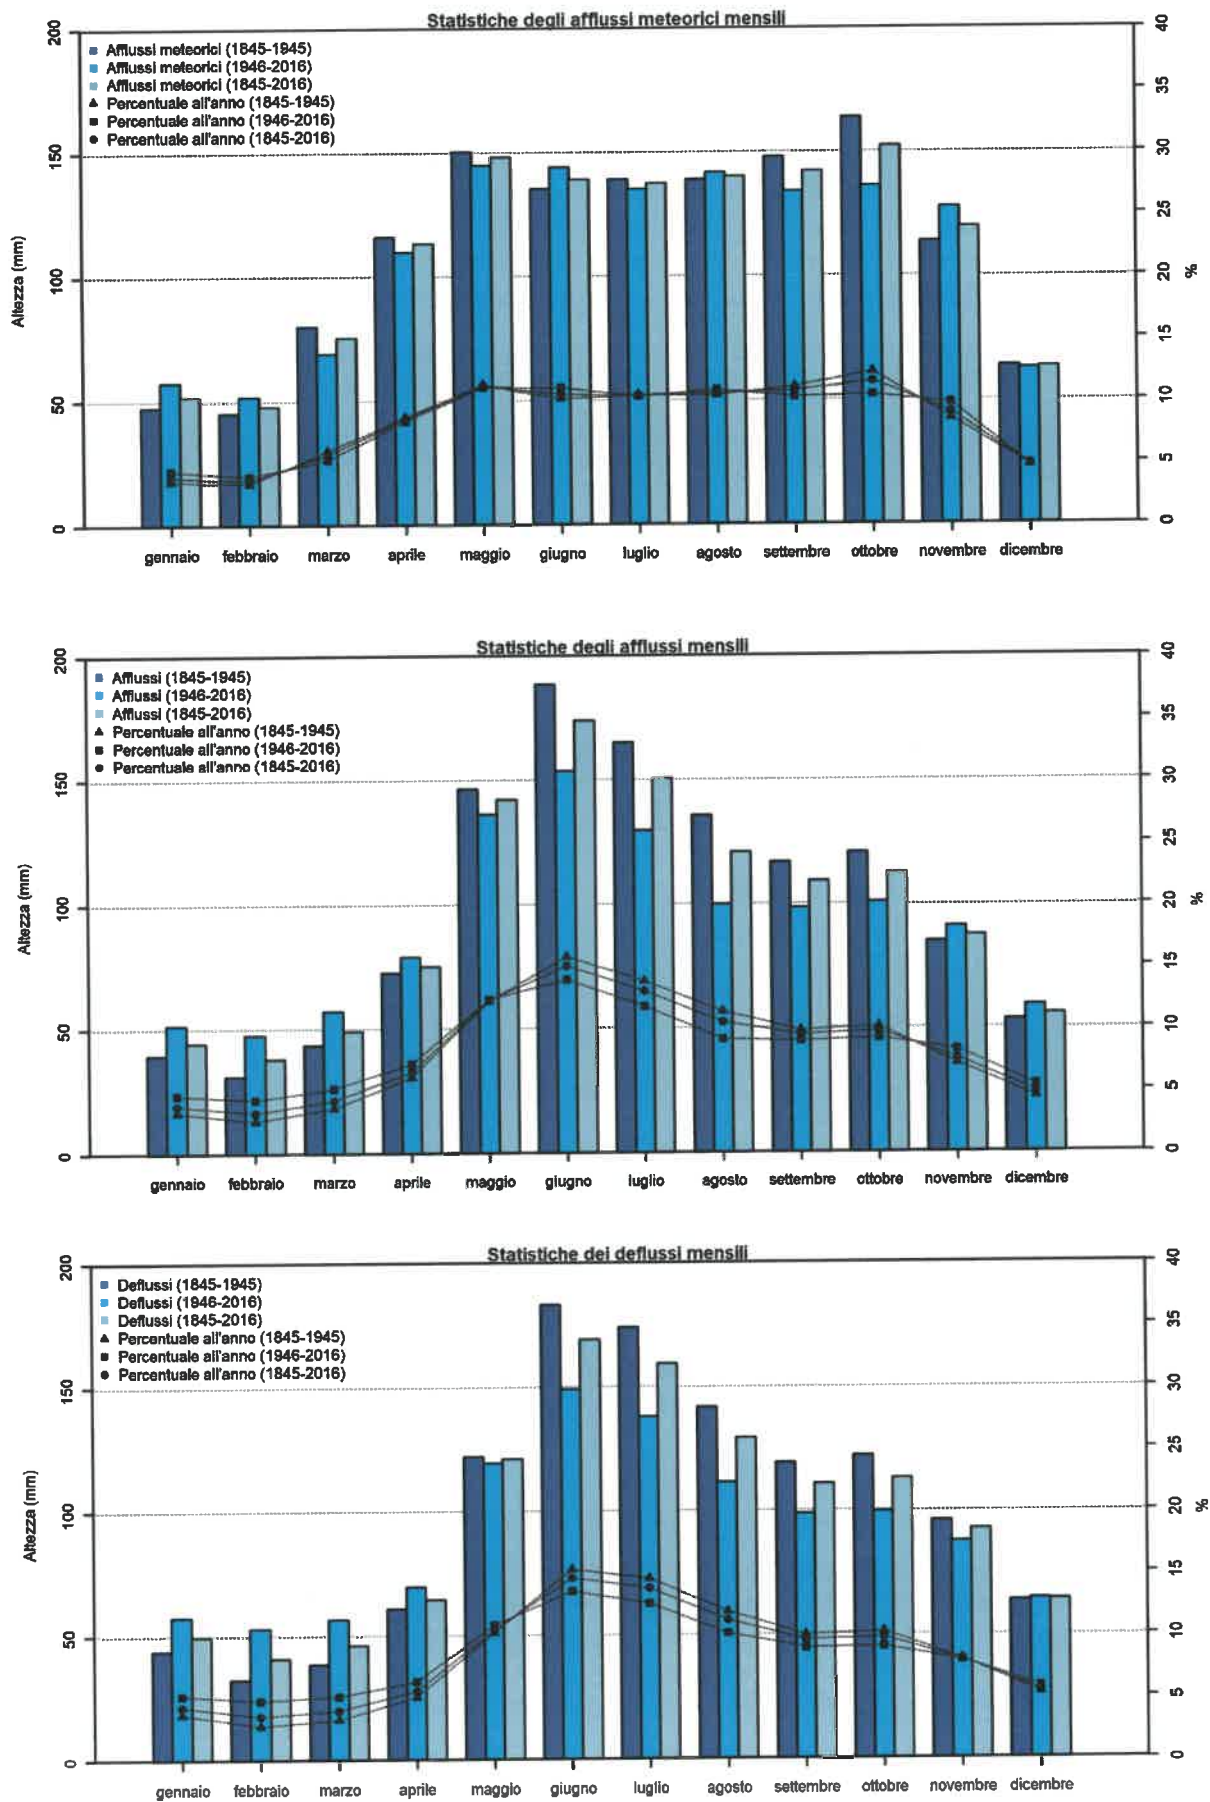 Statistiche degli afflussi meteorici mensili
Afflussi meteorici (1845-1945)
Afflussi meteorici (1946-2016)
Afflussi meteorici (1845-2016)
Percentuale all'anno (1845-1945)
Percentuale all'anno (1946-2016)
Percentuale all'anno (1845-2016)
Altezza (mm)
0 50 100 150 200
%
0 5 10 15 20 25 30 35 40
gennaio febbraio marzo aprile maggio giugno luglio agosto settembre ottobre novembre dicembre
Statistiche degli afflussi mensili
Afflussi (1845-1945)
Afflussi (1946-2016)
Afflussi (1845-2016)
Percentuale all'anno (1845-1945)
Percentuale all'anno (1946-2016)
Percentuale all'anno (1845-2016)
Altezza (mm)
0 50 100 150 200
%
0 5 10 15 20 25 30 35 40
gennaio febbraio marzo aprile maggio giugno luglio agosto settembre ottobre novembre dicembre
Statistiche dei deflussi mensili
Deflussi (1845-1945)
Deflussi (1946-2016)
Deflussi (1845-2016)
Percentuale all'anno (1845-1945)
Percentuale all'anno (1946-2016)
Percentuale all'anno (1845-2016)
Altezza (mm)
0 50 100 150 200
%
0 5 10 15 20 25 30 35 40
gennaio febbraio marzo aprile maggio giugno luglio agosto settembre ottobre novembre dicembre